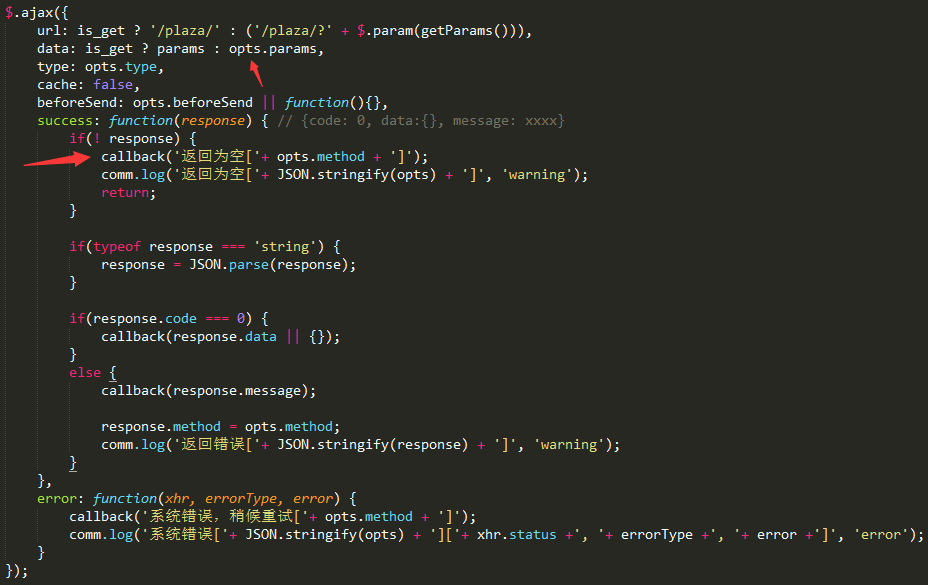 $.ajax({
    url: is_get ? '/plaza/' : ('/plaza/?' + $.param(getParams())),
    data: is_get ? params : opts.params,
    type: opts.type,
    cache: false,
    beforeSend: opts.beforeSend || function(){},
    success: function(response) { // {code: 0, data:{}, message: xxxx}
        if(! response) {
            callback('返回为空['+ opts.method + ']');
            comm.log('返回为空['+ JSON.stringify(opts) + ']', 'warning');
            return;
        }
        if(typeof response === 'string') {
            response = JSON.parse(response);
        }
        if(response.code === 0) {
            callback(response.data || {});
        }
        else {
            callback(response.message);
            response.method = opts.method;
            comm.log('返回错误['+ JSON.stringify(response) + ']', 'warning');
        }
    },
    error: function(xhr, errorType, error) {
        callback('系统错误，稍候重试['+ opts.method + ']');
        comm.log('系统错误['+ JSON.stringify(opts) + ']['+ xhr.status +', '+ errorType +', '+ error +']', 'error');
    }
});